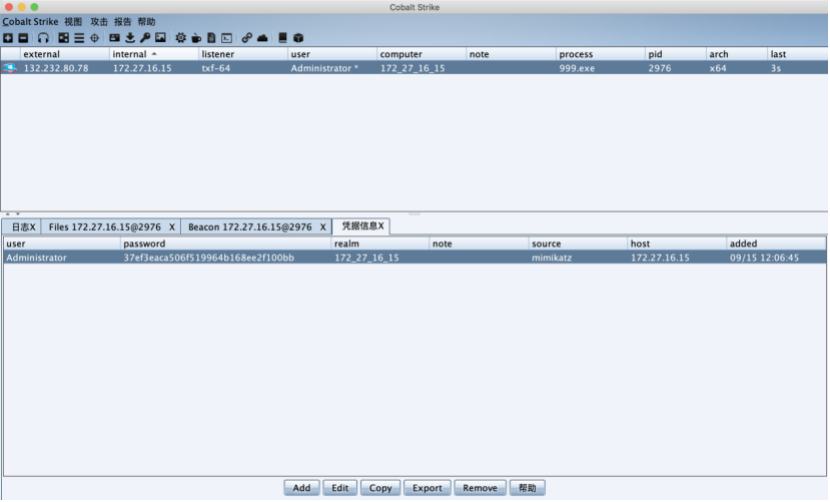 Cobalt Strike
Cobalt Strike 视图 攻击 报告 帮助
external internal listener user computer note process pid arch last
132.232.80.78 172.27.16.15 txf-64 Administrator * 172_27_16_15 999.exe 2976 x64 3s
日志X Files 172.27.16.15@2976 X Beacon 172.27.16.15@2976 X 凭据信息X
user password realm note source host added
Administrator 37ef3eaca506f519964b168ee2f100bb 172_27_16_15 mimikatz 172.27.16.15 09/15 12:06:45
Add Edit Copy Export Remove 帮助